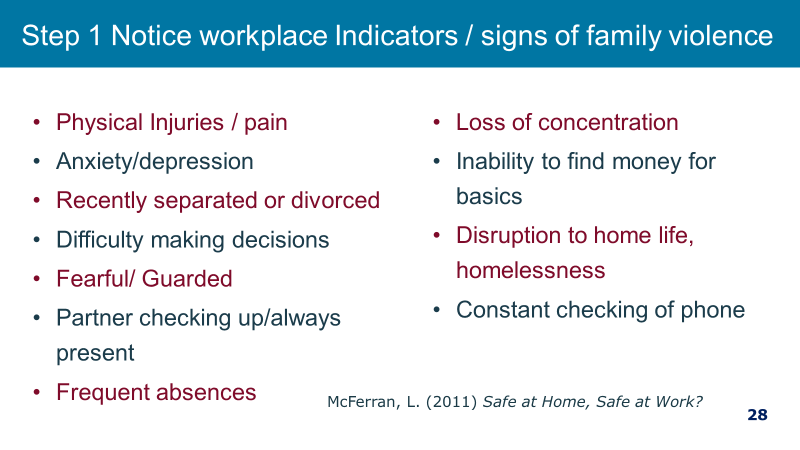 Step 1 Notice workplace Indicators / signs of family violence
• Physical Injuries / pain
• Anxiety/depression
• Recently separated or divorced
• Difficulty making decisions
• Fearful/ Guarded
• Partner checking up/always
present
• Frequent absences
• Loss of concentration
• Inability to find money for
basics
• Disruption to home life,
homelessness
• Constant checking of phone
McFerran, L. (2011) Safe at Home, Safe at Work?
28